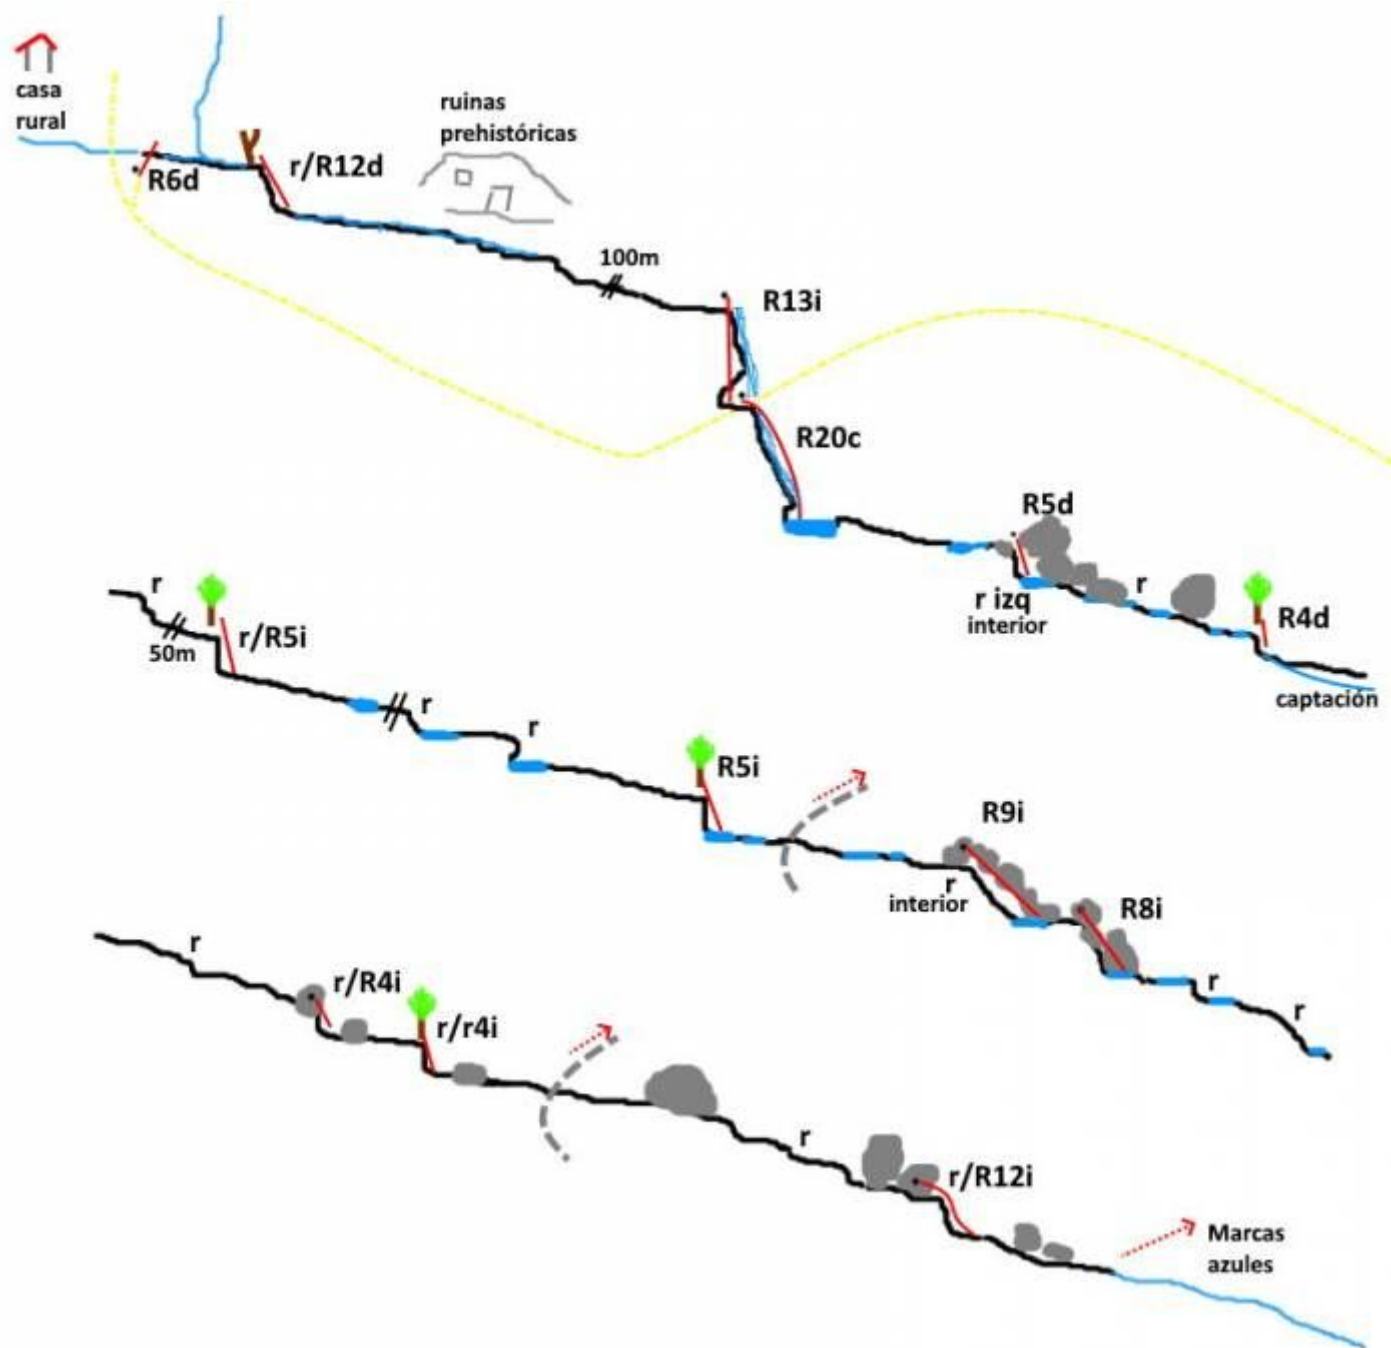 casa
rural
R6d
r/R12d
ruinas
prehistóricas
100m
R13i
R20c
R5d
r izq
interior
r
R4d
captación
r
50m
r/R5i
r
r
R5i
R9i
r
interior
R8i
r
r
r
r/R4i
r/r4i
r
r/R12i
Marcas
azules